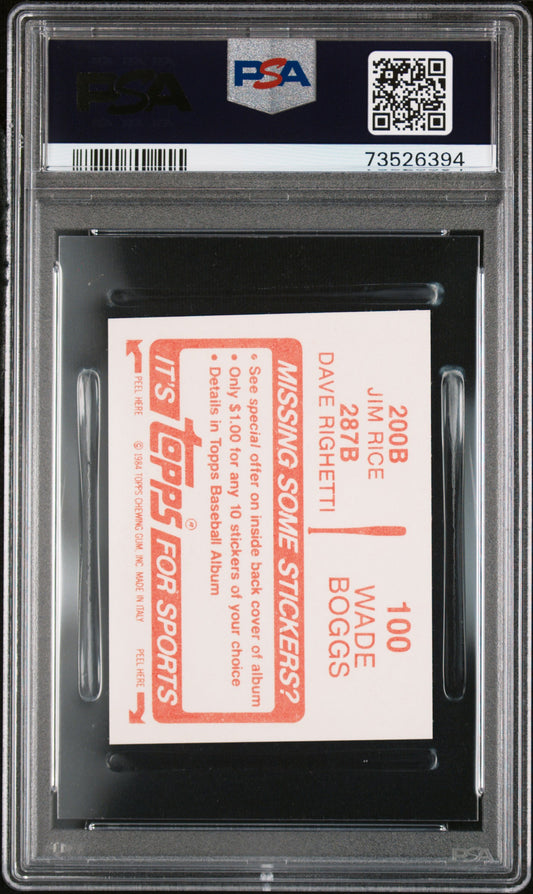 PSA
PSA
73526394
200B
JIM RICE
287B
DAVE RIGHETTI
100
WADE
BOGGS
MISSING SOME STICKERS?
• See special offer on inside back cover of album
• Only $1.00 for any 10 stickers of your choice
• Details in Topps Baseball Album
IT'S topps® FOR SPORTS
PEEL HERE
© 1984 TOPPS CHEWING GUM, INC. MADE IN ITALY
PEEL HERE
PSA